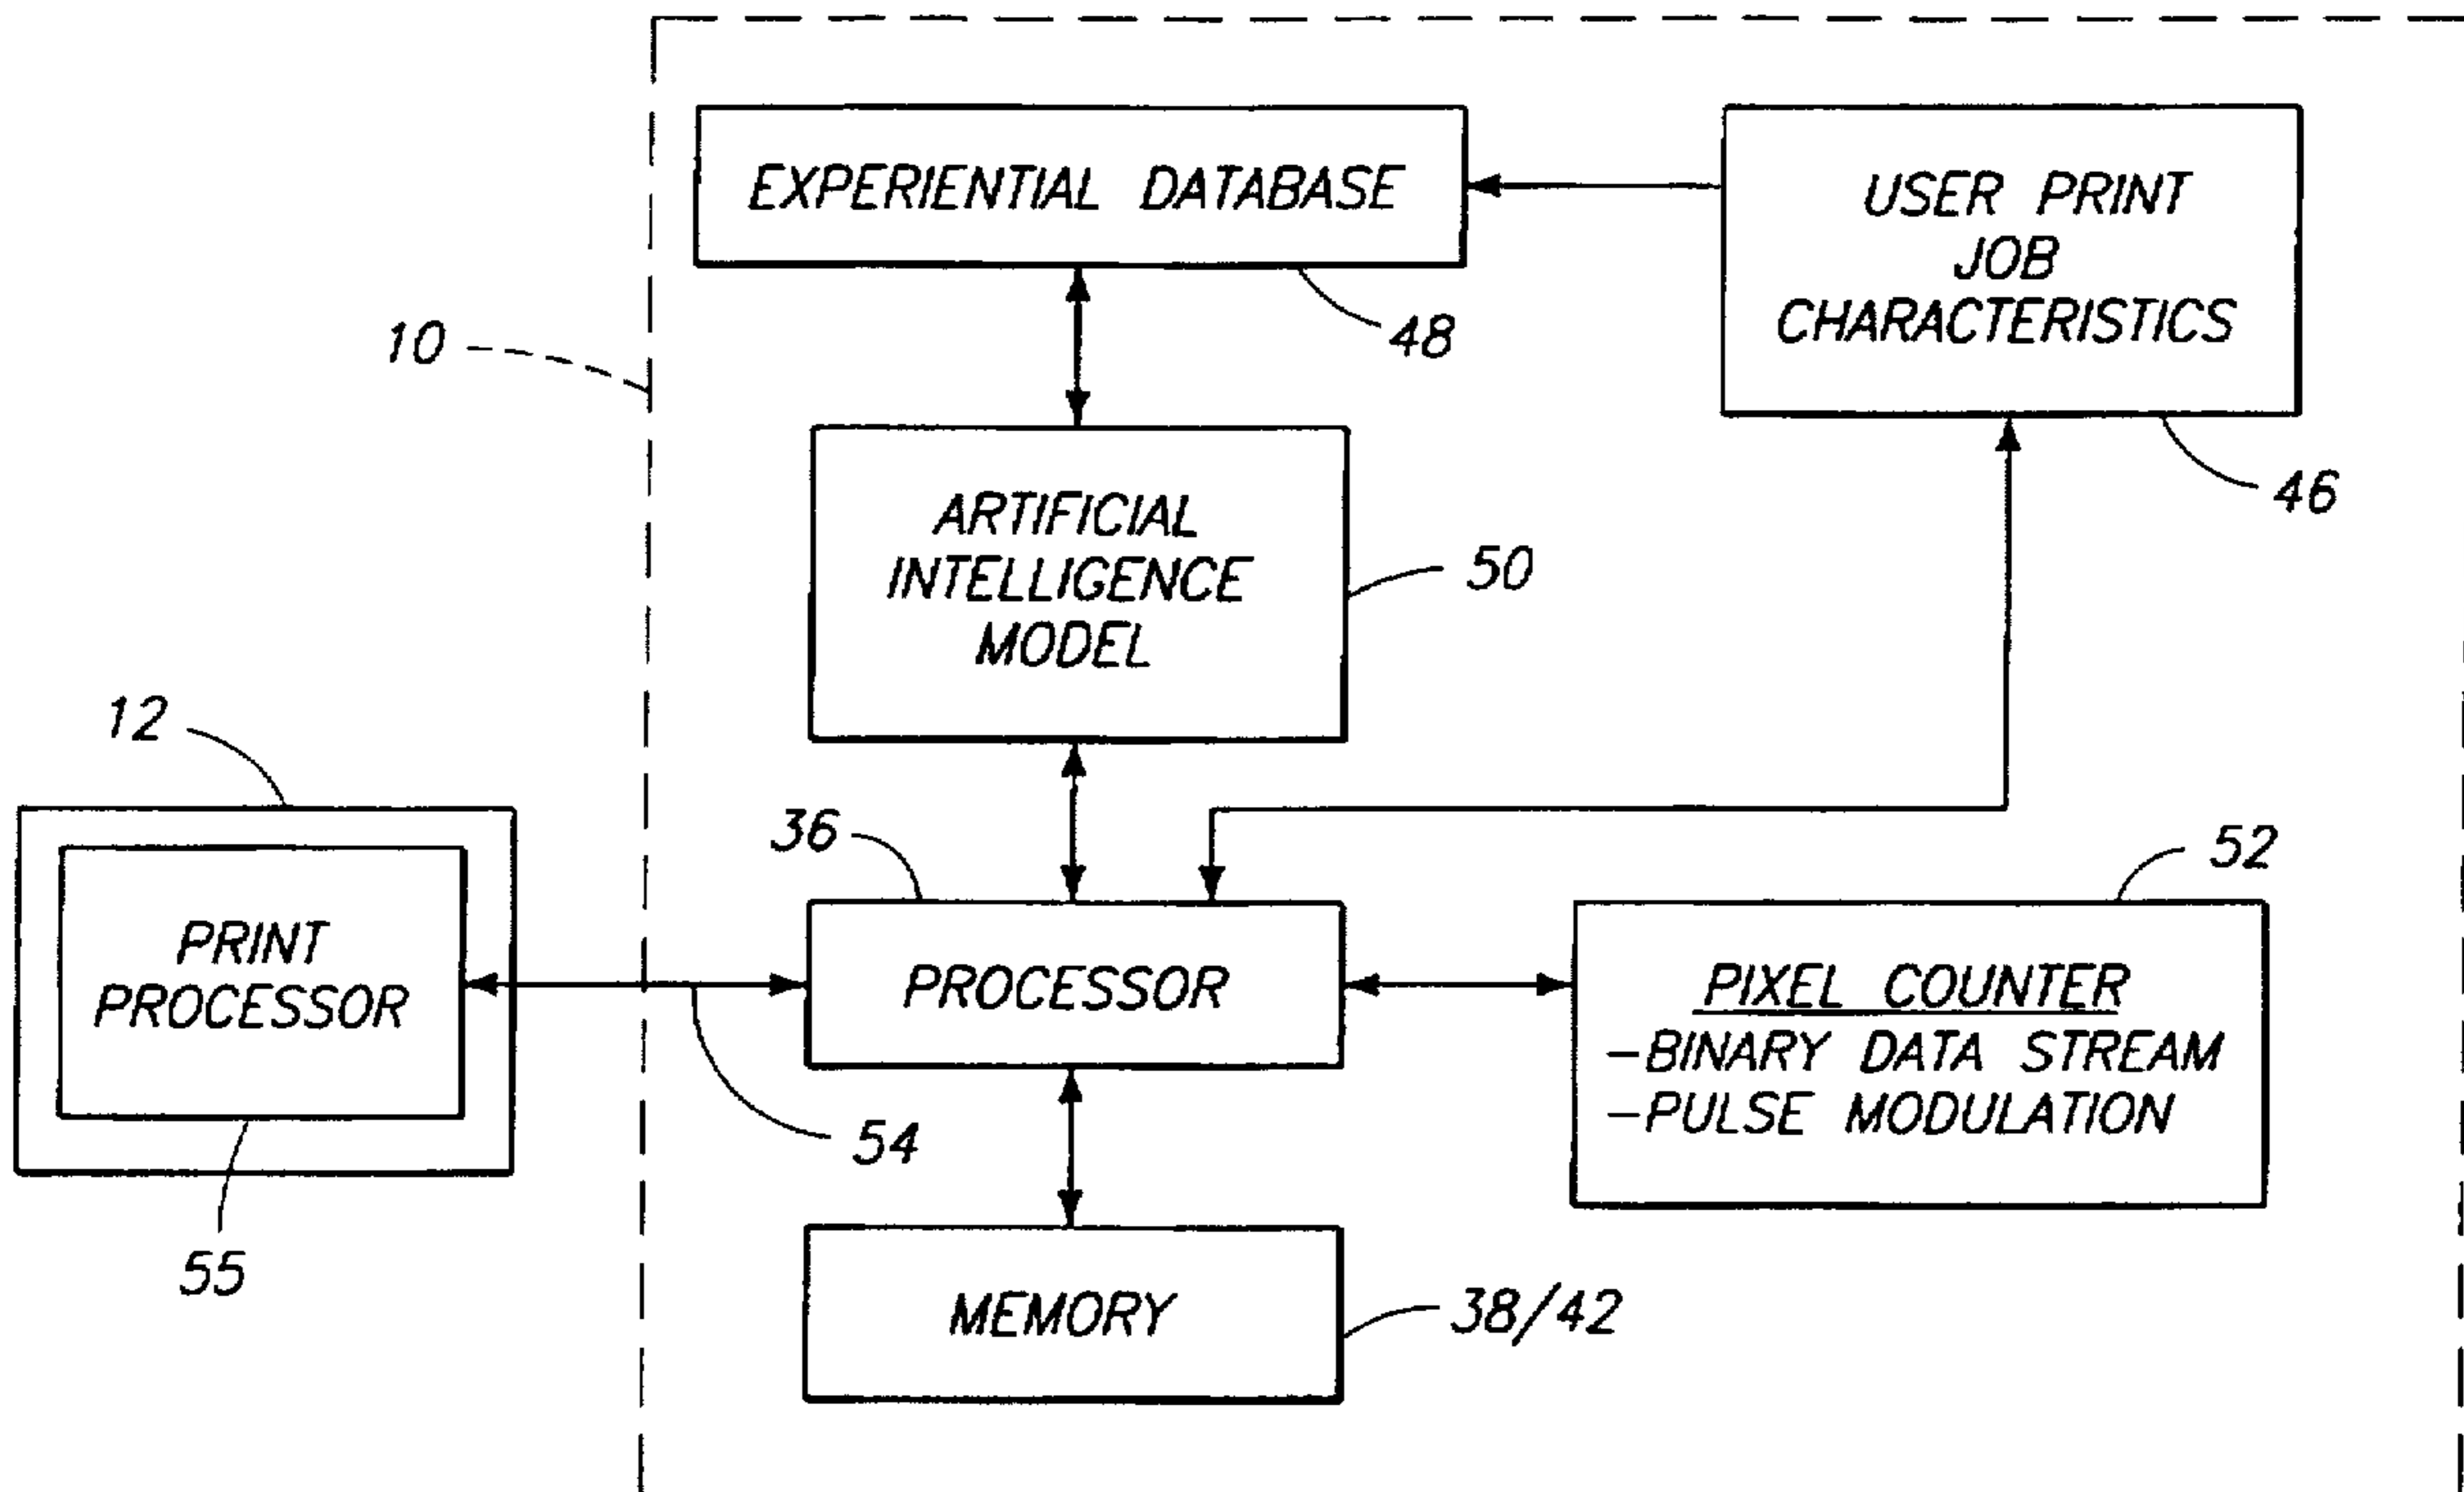 EXPERIENTIAL DATABASE
USER PRINT
JOB
CHARACTERISTICS
10
48
46
ARTIFICIAL
INTELLIGENCE
MODEL
50
12
36
52
PRINT
PROCESSOR
PROCESSOR
PIXEL COUNTER
-BINARY DATA STREAM
-PULSE MODULATION
54
55
MEMORY
38/42